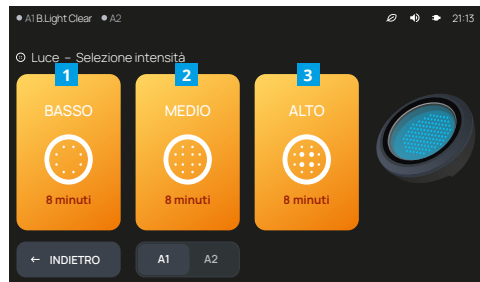 A1 B.Light Clear A2 21:13
Luce – Selezione intensità
1 2 3
BASSO MEDIO ALTO
8 minuti 8 minuti 8 minuti
← INDIETRO A1 A2